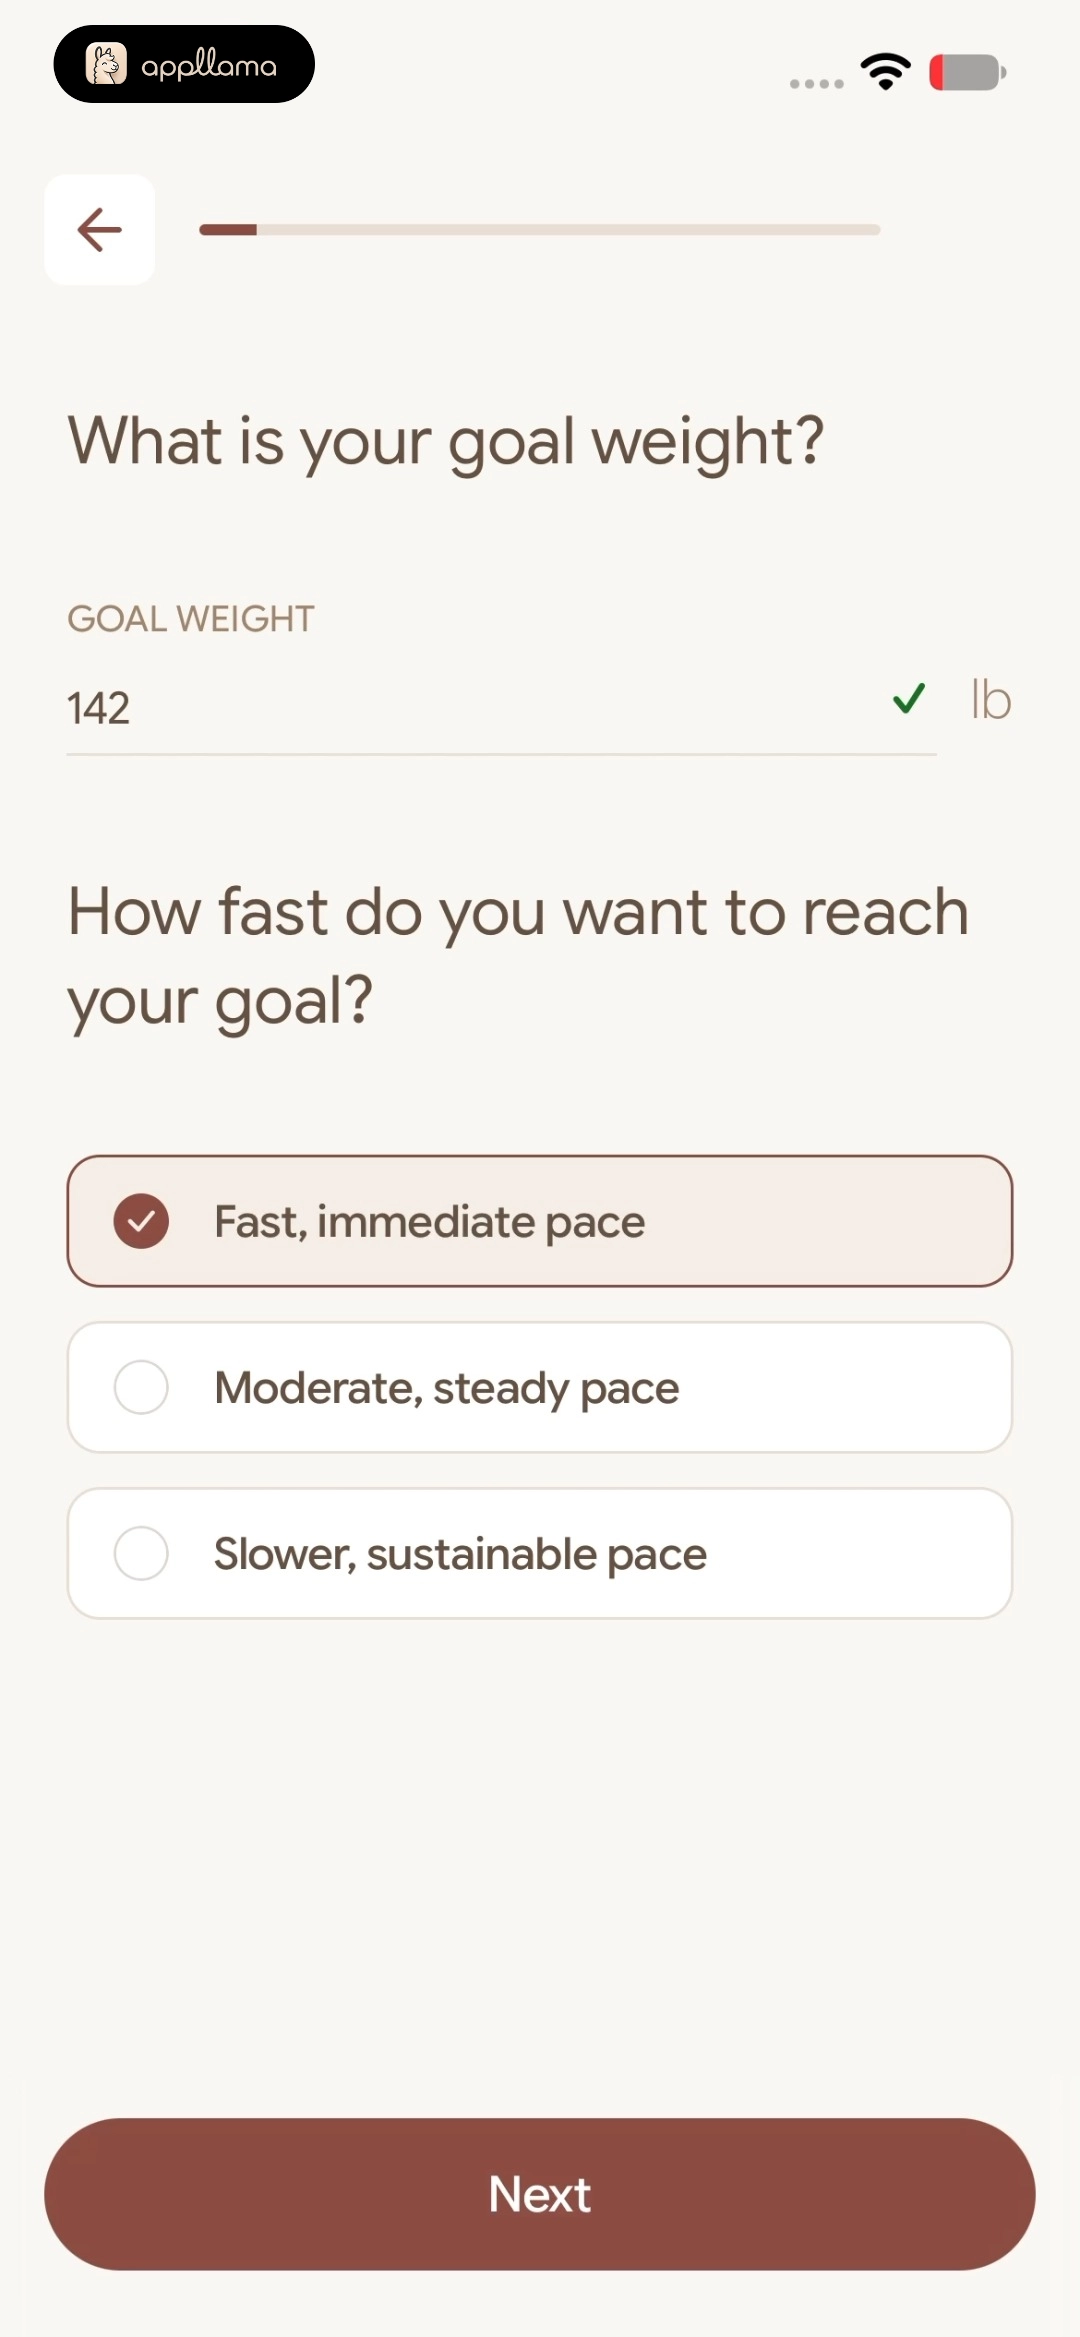 appllama
What is your goal weight?
GOAL WEIGHT
142
lb
How fast do you want to reach
your goal?
Fast, immediate pace
Moderate, steady pace
Slower, sustainable pace
Next